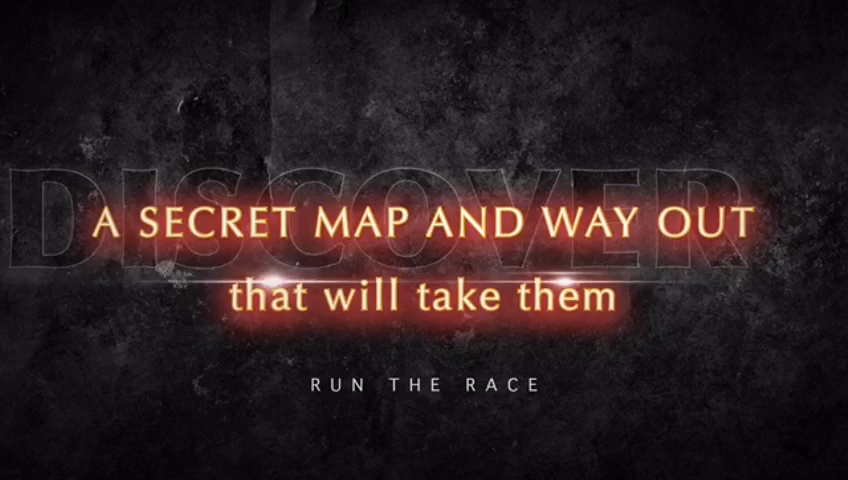 DISCOVER
A SECRET MAP AND WAY OUT
that will take them
RUN THE RACE